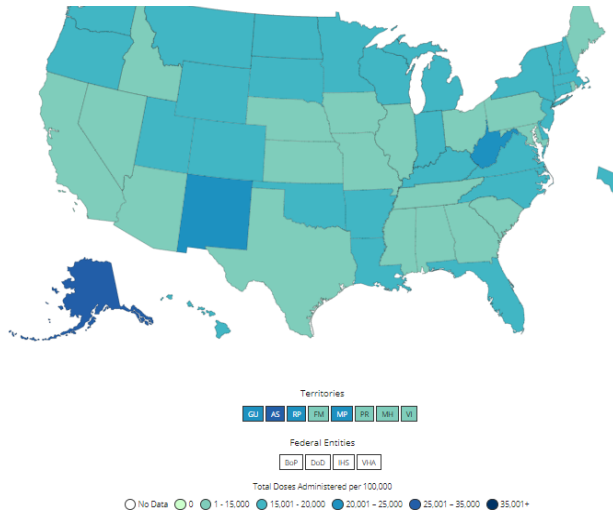 Territories
GU AS RP FM MP PR MH VI
Federal Entities
BoP DoD IHS VHA
Total Doses Administered per 100,000
No Data 0 1 - 15,000 15,001 - 20,000 20,001 – 25,000 25,001 - 35,000 35,001+